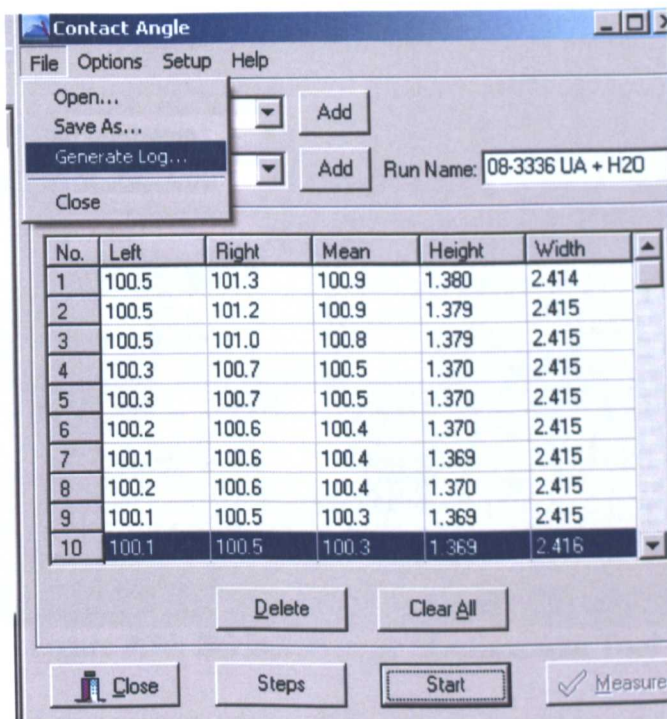 Contact Angle
File Options Setup Help
Open...
Save As...
Generate Log...
Close
Add
Add Run Name: 08-3336 UA + H2O
No. Left Right Mean Height Width
1 100.5 101.3 100.9 1.380 2.414
2 100.5 101.2 100.9 1.379 2.415
3 100.5 101.0 100.8 1.379 2.415
4 100.3 100.7 100.5 1.370 2.415
5 100.3 100.7 100.5 1.370 2.415
6 100.2 100.6 100.4 1.370 2.415
7 100.1 100.6 100.4 1.369 2.415
8 100.2 100.6 100.4 1.370 2.415
9 100.1 100.5 100.3 1.369 2.415
10 100.1 100.5 100.3 1.369 2.416
Delete Clear All
Close Steps Start Measure